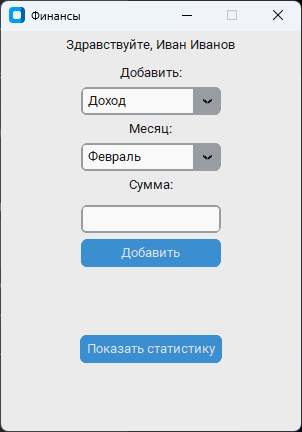 Финансы
Здравствуйте, Иван Иванов
Добавить:
Доход
Месяц:
Февраль
Сумма:
Добавить
Показать статистику